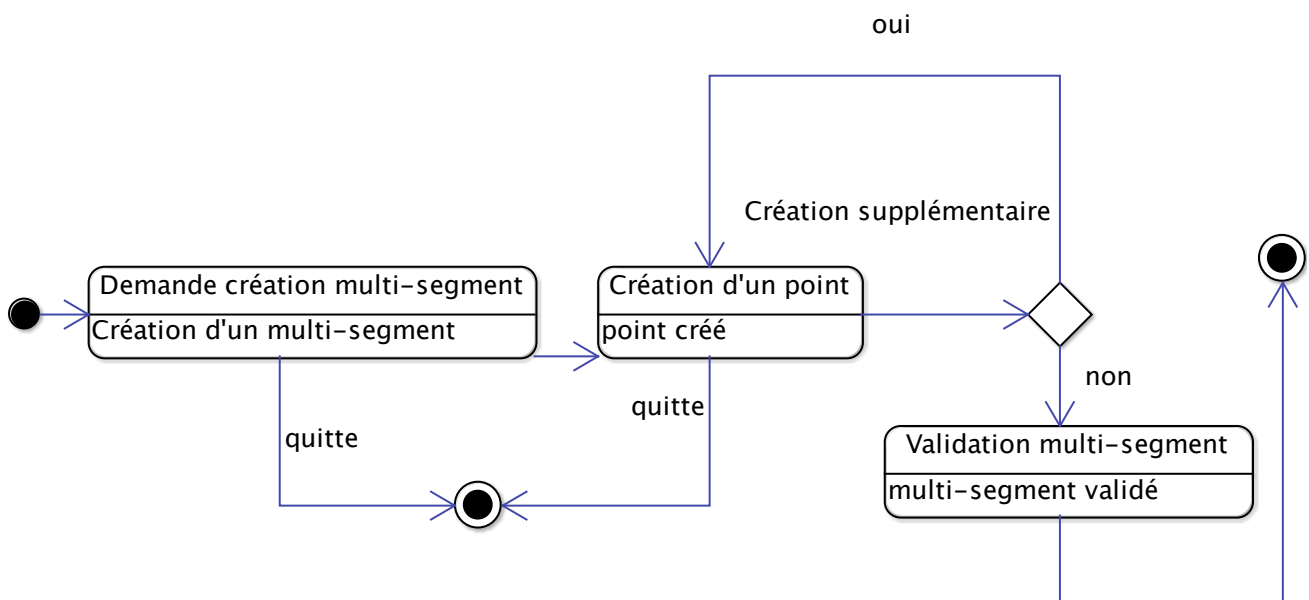 oui
Création supplémentaire
Demande création multi-segment
Création d'un multi-segment
Création d'un point
point créé
non
quitte
quitte
Validation multi-segment
multi-segment validé